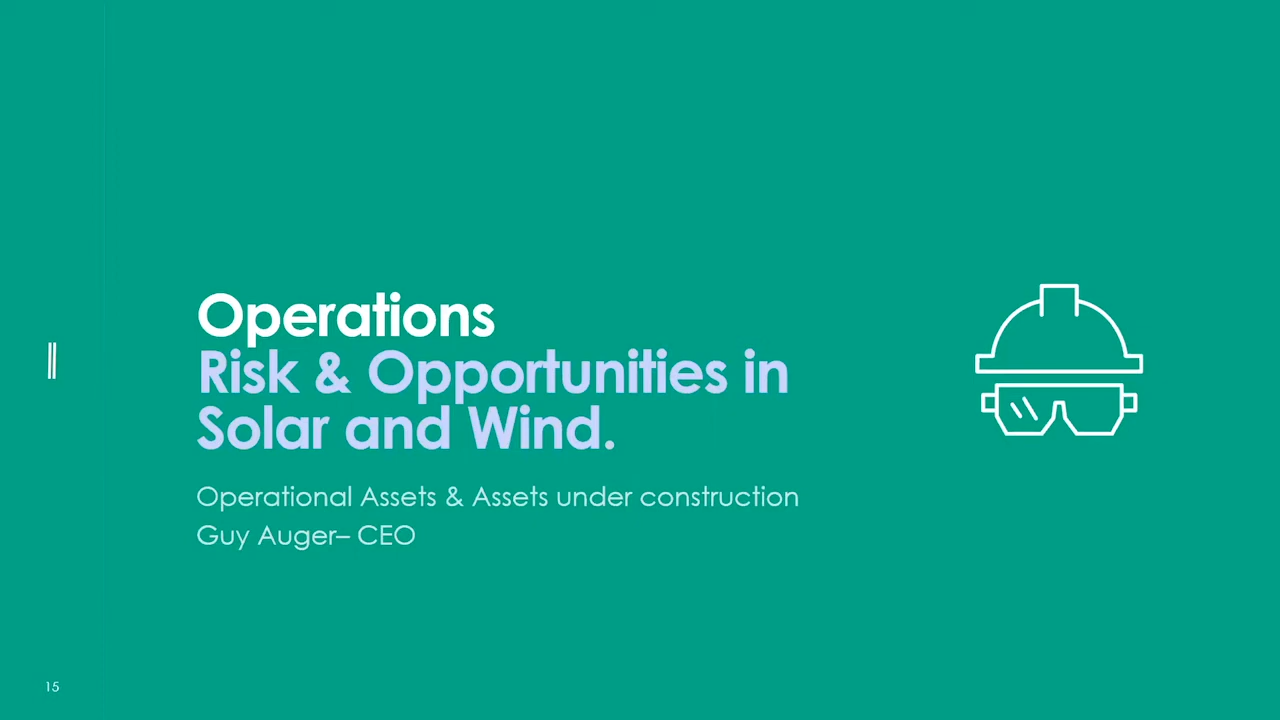 Operations
Risk & Opportunities in
Solar and Wind.
Operational Assets & Assets under construction
Guy Auger– CEO
15